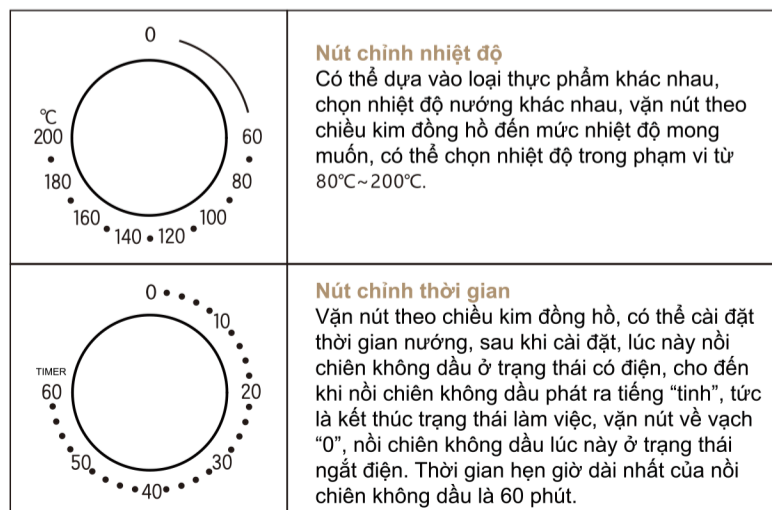 0
℃
200
60
180
80
160
100
140
120
Nút chỉnh nhiệt độ
Có thể dựa vào loại thực phẩm khác nhau,
chọn nhiệt độ nướng khác nhau, vặn nút theo
chiều kim đồng hồ đến mức nhiệt độ mong
muốn, có thể chọn nhiệt độ trong phạm vi từ
80℃~200℃.
0
10
TIMER
60
20
50
30
40
Nút chỉnh thời gian
Vặn nút theo chiều kim đồng hồ, có thể cài đặt
thời gian nướng, sau khi cài đặt, lúc này nồi
chiên không dầu ở trạng thái có điện, cho đến
khi nồi chiên không dầu phát ra tiếng “tinh”, tức
là kết thúc trạng thái làm việc, vặn nút về vạch
“0”, nồi chiên không dầu lúc này ở trạng thái
ngắt điện. Thời gian hẹn giờ dài nhất của nồi
chiên không dầu là 60 phút.